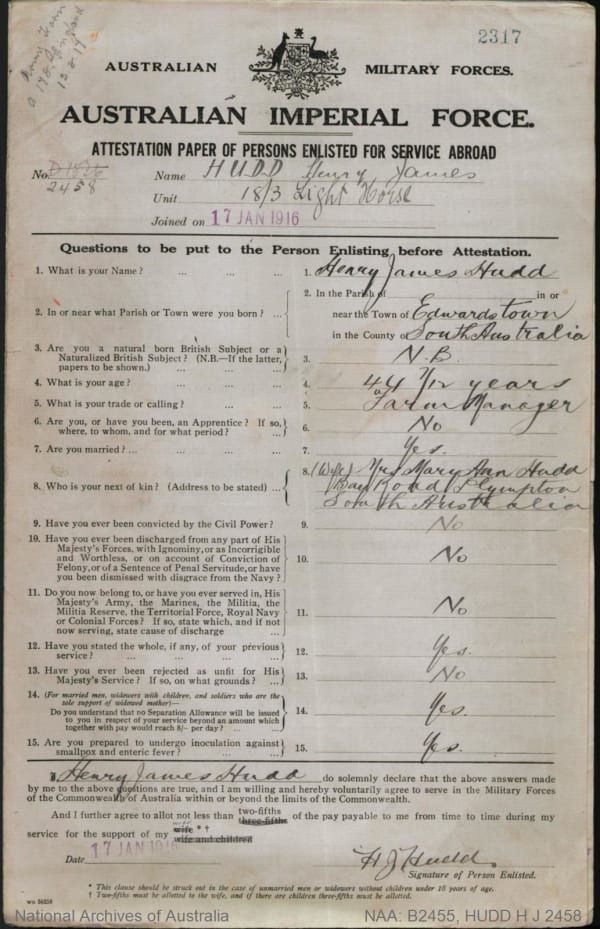 2317
13.2.17
AUSTRALIAN MILITARY FORCES.
AUSTRALIAN IMPERIAL FORCE.
ATTESTATION PAPER OF PERSONS ENLISTED FOR SERVICE ABROAD
No. 2458
Name HUDD Henry James
Unit 18/3 Light Horse
Joined on 17 JAN 1916
Questions to be put to the Person Enlisting before Attestation.
1. What is your Name? ... ... ... 1. Henry James Hudd
2. In or near what Parish or Town were you born? ... 2. In the Parish of in or
near the Town of Edwardstown
in the County of South Australia
3. Are you a natural born British Subject or a
Naturalized British Subject? (N.B.—If the latter,
papers to be shown.) ... ... 3. N.B.
4. What is your age? ... ... ... 4. 44 7/12 years
5. What is your trade or calling? ... ... 5. Farm Manager
6. Are you, or have you been, an Apprentice? If so,
where, to whom, and for what period? ... 6. No
7. Are you married? ... ... ... ... 7. Yes.
8. Who is your next of kin? (Address to be stated) ... 8. (Wife) Mrs Mary Ann Hudd
Bay Road Plympton
South Australia
9. Have you ever been convicted by the Civil Power? 9. No
10. Have you ever been discharged from any part of His
Majesty's Forces, with Ignominy, or as Incorrigible
and Worthless, or on account of Conviction of
Felony, or of a Sentence of Penal Servitude, or have
you been dismissed with disgrace from the Navy? 10. No
11. Do you now belong to, or have you ever served in, His
Majesty's Army, the Marines, the Militia, the
Militia Reserve, the Territorial Force, Royal Navy
or Colonial Forces? If so, state which, and if not
now serving, state cause of discharge ... 11. No
12. Have you stated the whole, if any, of your previous
service? ... ... ... ... 12. Yes.
13. Have you ever been rejected as unfit for His
Majesty's Service? If so, on what grounds? ... 13. No
14. (For married men, widowers with children, and soldiers who are the
sole support of widowed mother)—
Do you understand that no Separation Allowance will be issued
to you in respect of your service beyond an amount which
together with pay would reach 8/- per day? ... ... 14. Yes.
15. Are you prepared to undergo inoculation against
smallpox and enteric fever? ... ... 15. Yes.
I, Henry James Hudd do solemnly declare that the above answers made
by me to the above questions are true, and I am willing and hereby voluntarily agree to serve in the Military Forces
of the Commonwealth of Australia within or beyond the limits of the Commonwealth.
And I further agree to allot not less than two-fifths three-fifths of the pay payable to me from time to time during my
service for the support of my wife * †
wife and children
Date 17 JAN 1916
H J Hudd.
Signature of Person Enlisted.
* This clause should be struck out in the case of unmarried men or widowers without children under 18 years of age.
† Two-fifths must be allotted to the wife, and if there are children three-fifths must be allotted.
National Archives of Australia NAA: B2455, HUDD H J 2458